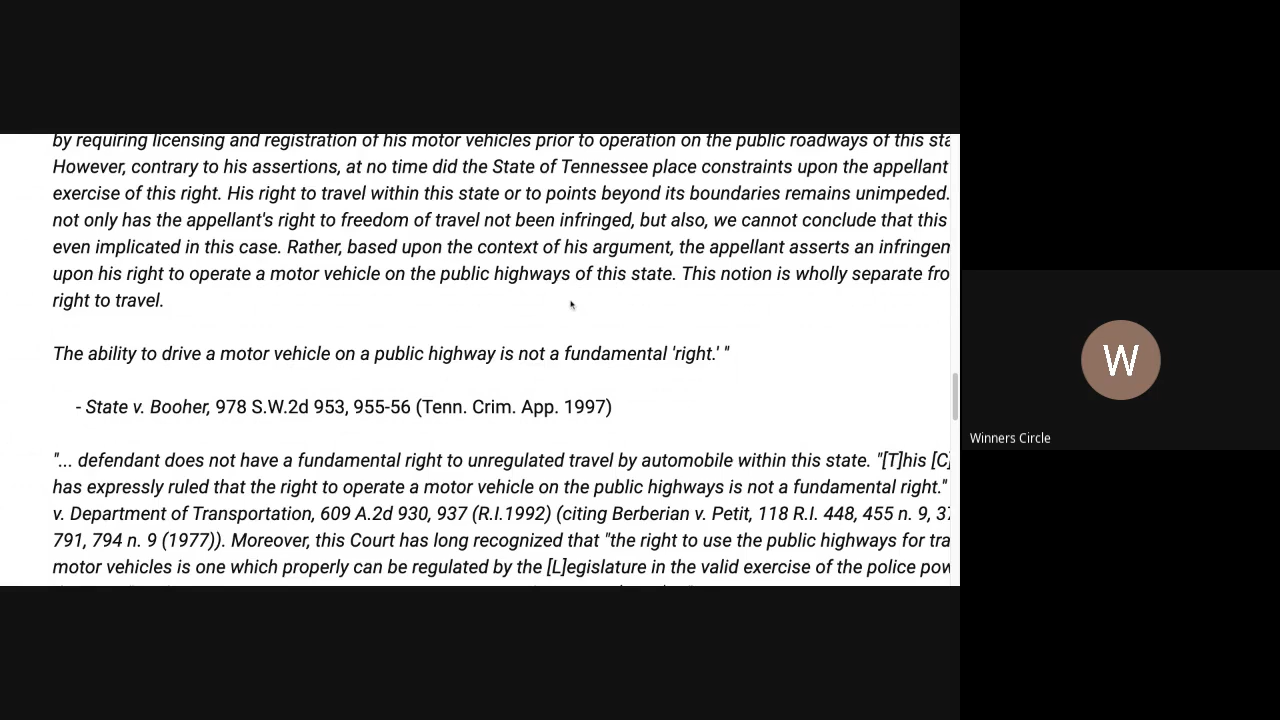 by requiring licensing and registration of his motor vehicles prior to operation on the public roadways of this
However, contrary to his assertions, at no time did the State of Tennessee place constraints upon the appellant
exercise of this right. His right to travel within this state or to points beyond its boundaries remains unimpeded.
not only has the appellant's right to freedom of travel not been infringed, but also, we cannot conclude that this
even implicated in this case. Rather, based upon the context of his argument, the appellant asserts an
upon his right to operate a motor vehicle on the public highways of this state. This notion is wholly separate
right to travel.
The ability to drive a motor vehicle on a public highway is not a fundamental 'right.' "
- State v. Booher, 978 S.W.2d 953, 955-56 (Tenn. Crim. App. 1997)
"... defendant does not have a fundamental right to unregulated travel by automobile within this state. "[T]his
has expressly ruled that the right to operate a motor vehicle on the public highways is not a fundamental right."
v. Department of Transportation, 609 A.2d 930, 937 (R.I.1992) (citing Berberian v. Petit, 118 R.I. 448, 455 n. 9,
791, 794 n. 9 (1977)). Moreover, this Court has long recognized that "the right to use the public highways for
motor vehicles is one which properly can be regulated by the [L]egislature in the valid exercise of the police
W
Winners Circle